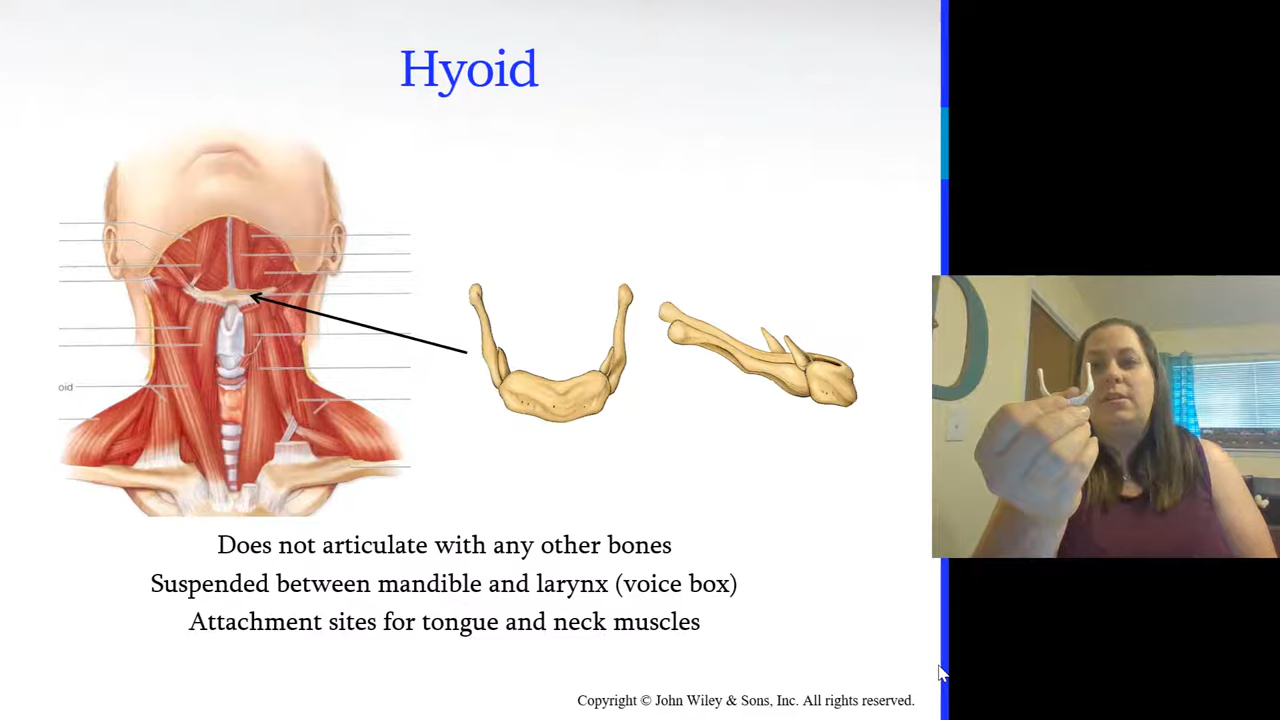 Hyoid
oid
Does not articulate with any other bones
Suspended between mandible and larynx (voice box)
Attachment sites for tongue and neck muscles
Copyright © John Wiley & Sons, Inc. All rights reserved.